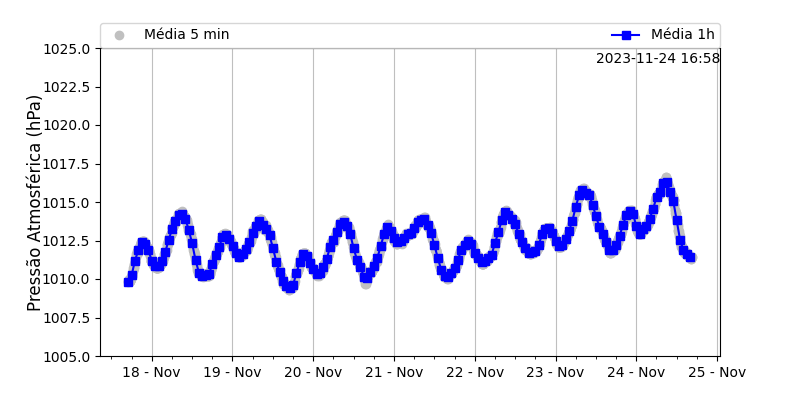 Média 5 min
Média 1h
2023-11-24 16:58
Pressão Atmosférica (hPa)
1025.0
1022.5
1020.0
1017.5
1015.0
1012.5
1010.0
1007.5
1005.0
18 - Nov
19 - Nov
20 - Nov
21 - Nov
22 - Nov
23 - Nov
24 - Nov
25 - Nov